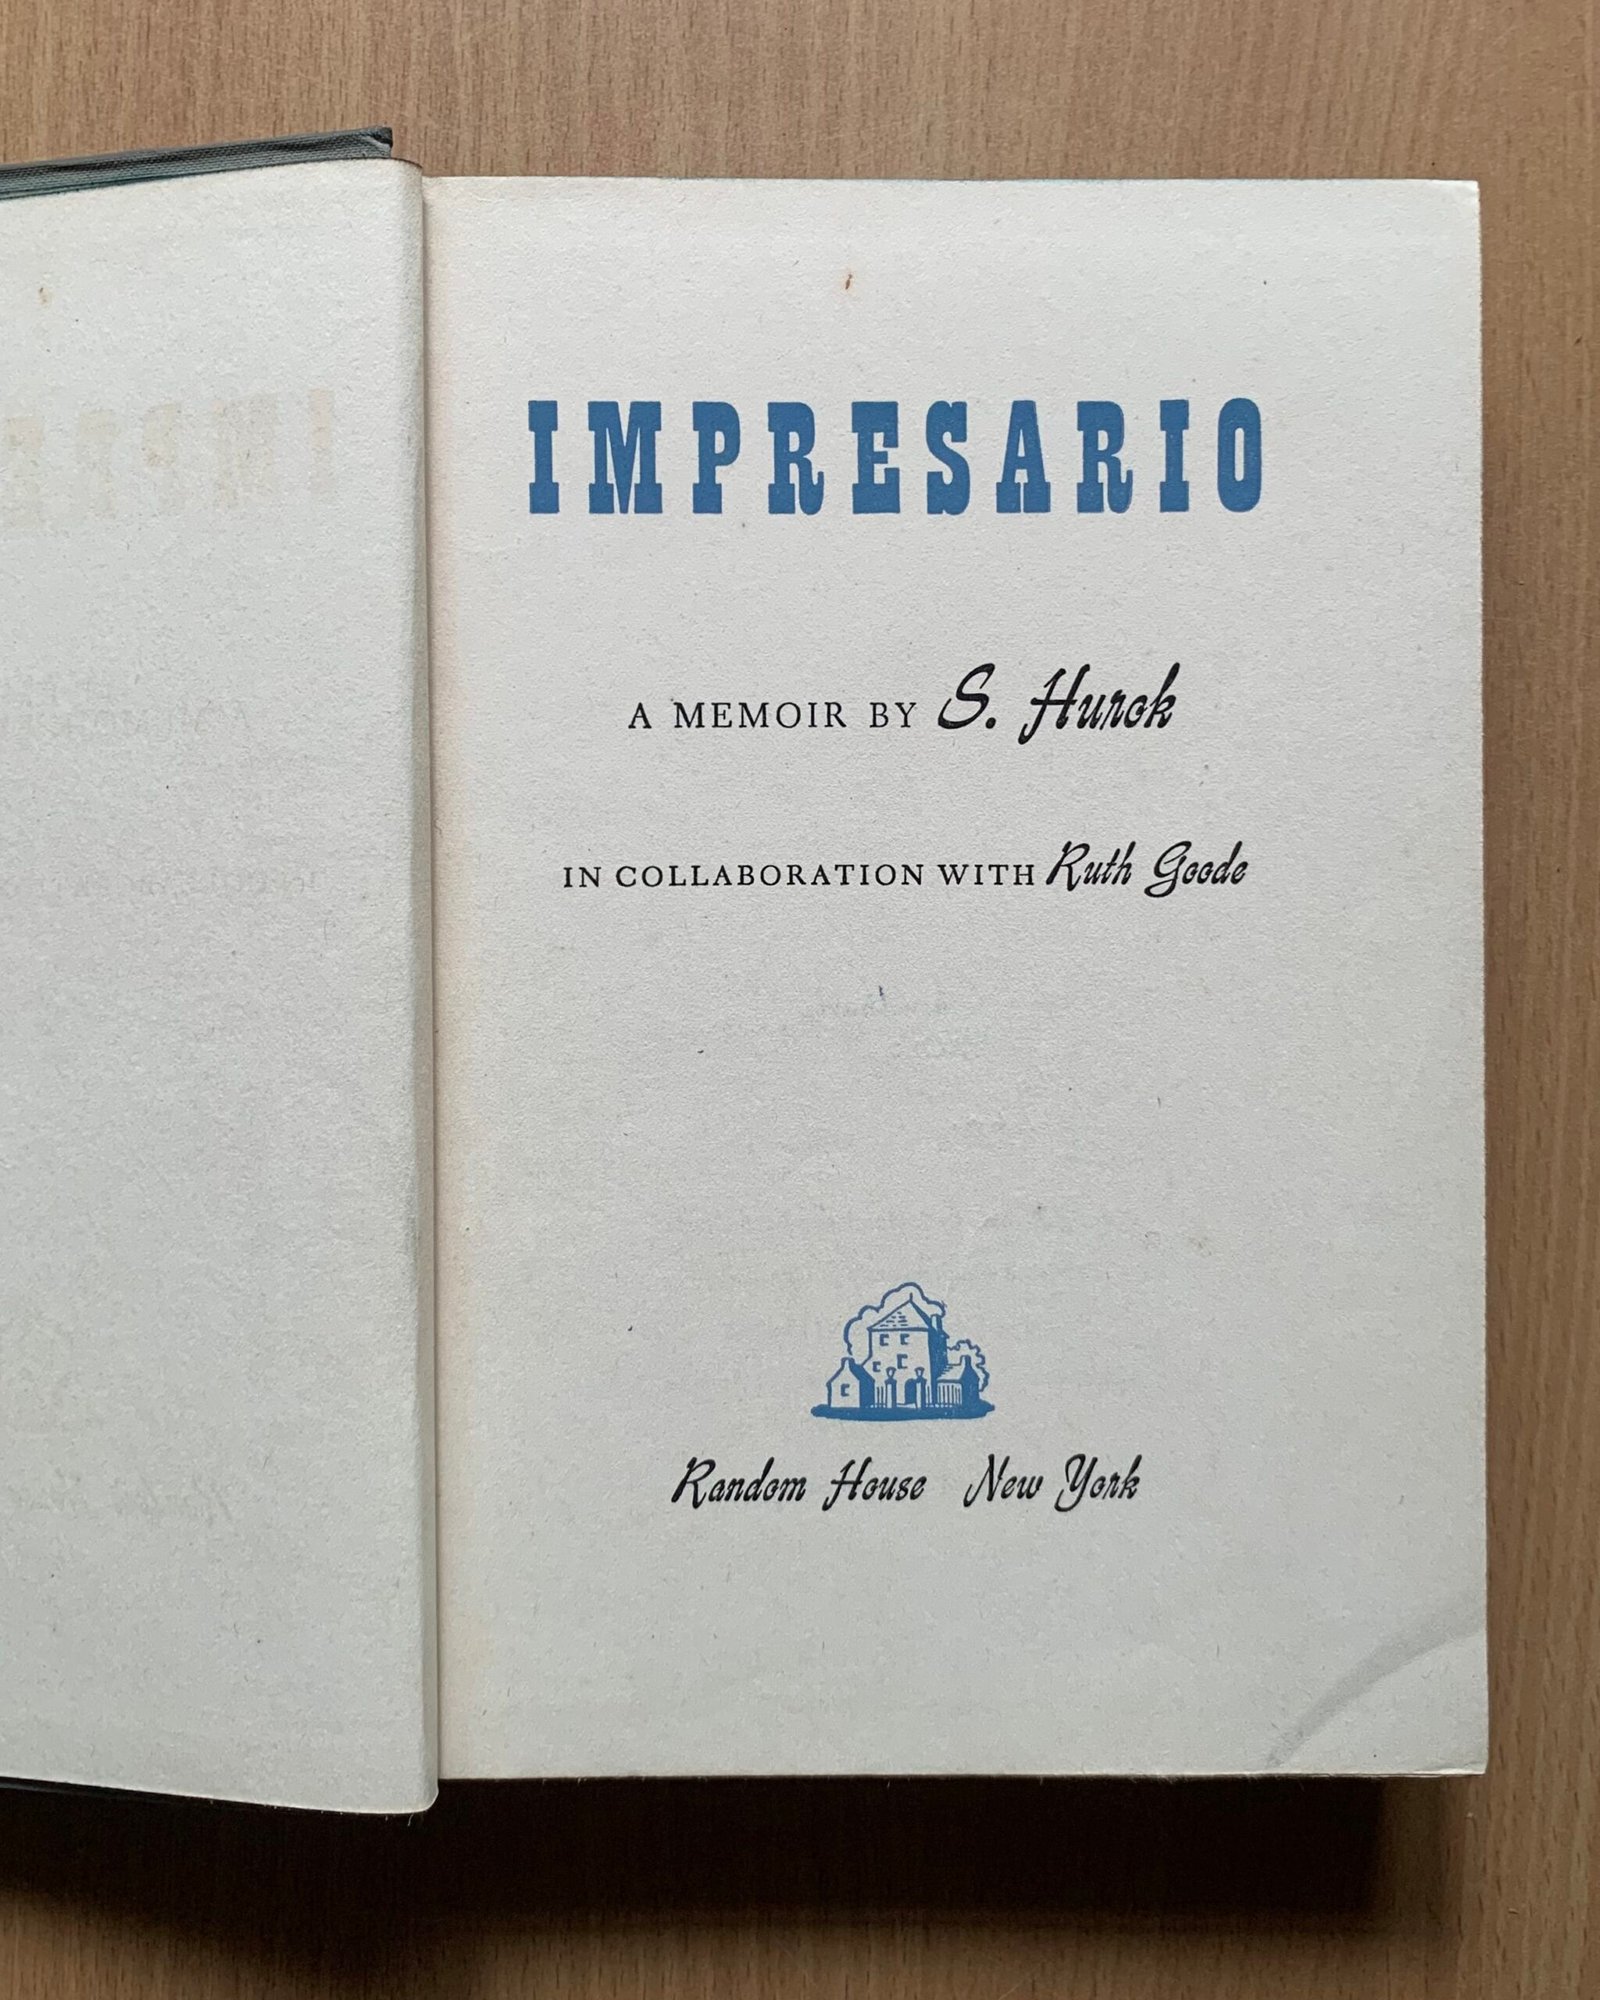 IMPRESARIO
A MEMOIR BY S. Hurok
IN COLLABORATION WITH Ruth Goode
Random House New York